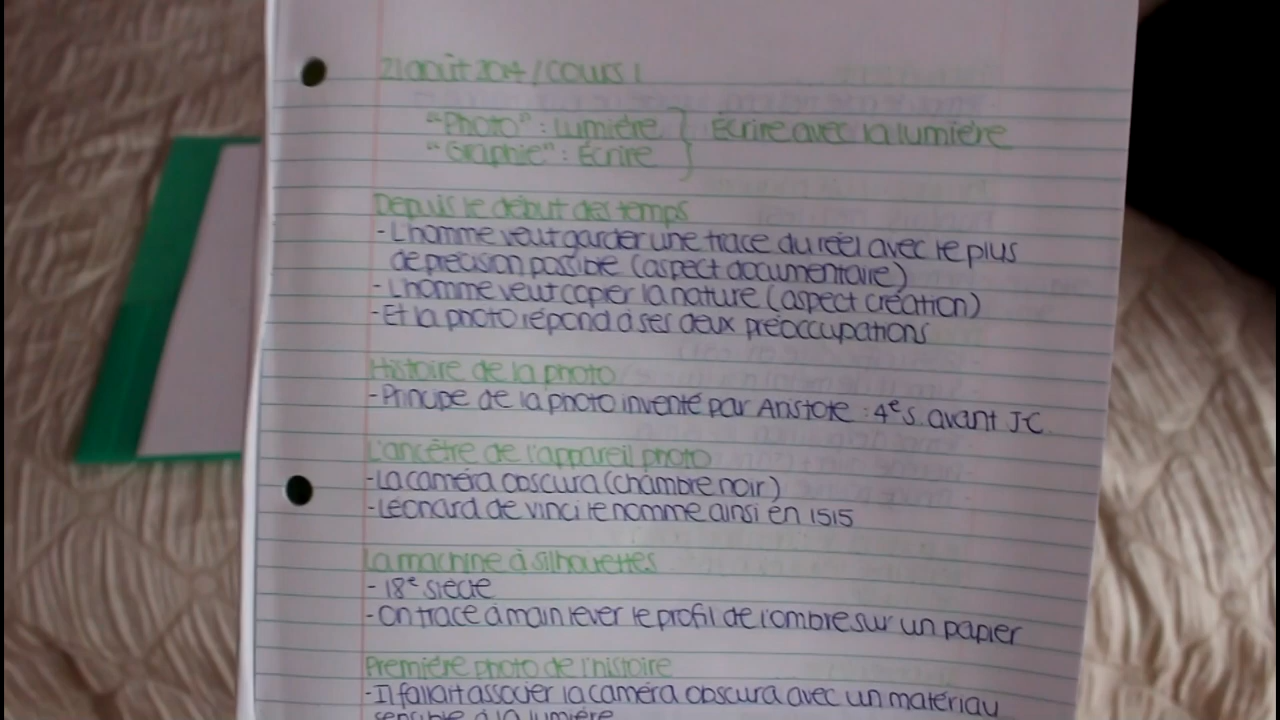 21 août 2014 / cours 1
"Photo" : Lumière } Écrire avec la lumière
"Graphie" : Écrire
Depuis le début des temps
- L'homme veut garder une trace du réel avec le plus
de précision possible (aspect documentaire)
- L'homme veut copier la nature (aspect création)
- Et la photo répond à ses deux préoccupations
Histoire de la photo
- Principe de la photo inventé par Aristote : 4e s. avant JC
L'ancêtre de l'appareil photo
- La caméra obscura (chambre noir)
- Léonard de vinci le nomme ainsi en 1515
La machine à silhouettes
- 18e siècle
- On trace à main lever le profil de l'ombre sur un papier
Première photo de l'histoire
- Il fallait associer la caméra obscura avec un matériau
sensible à la lumière